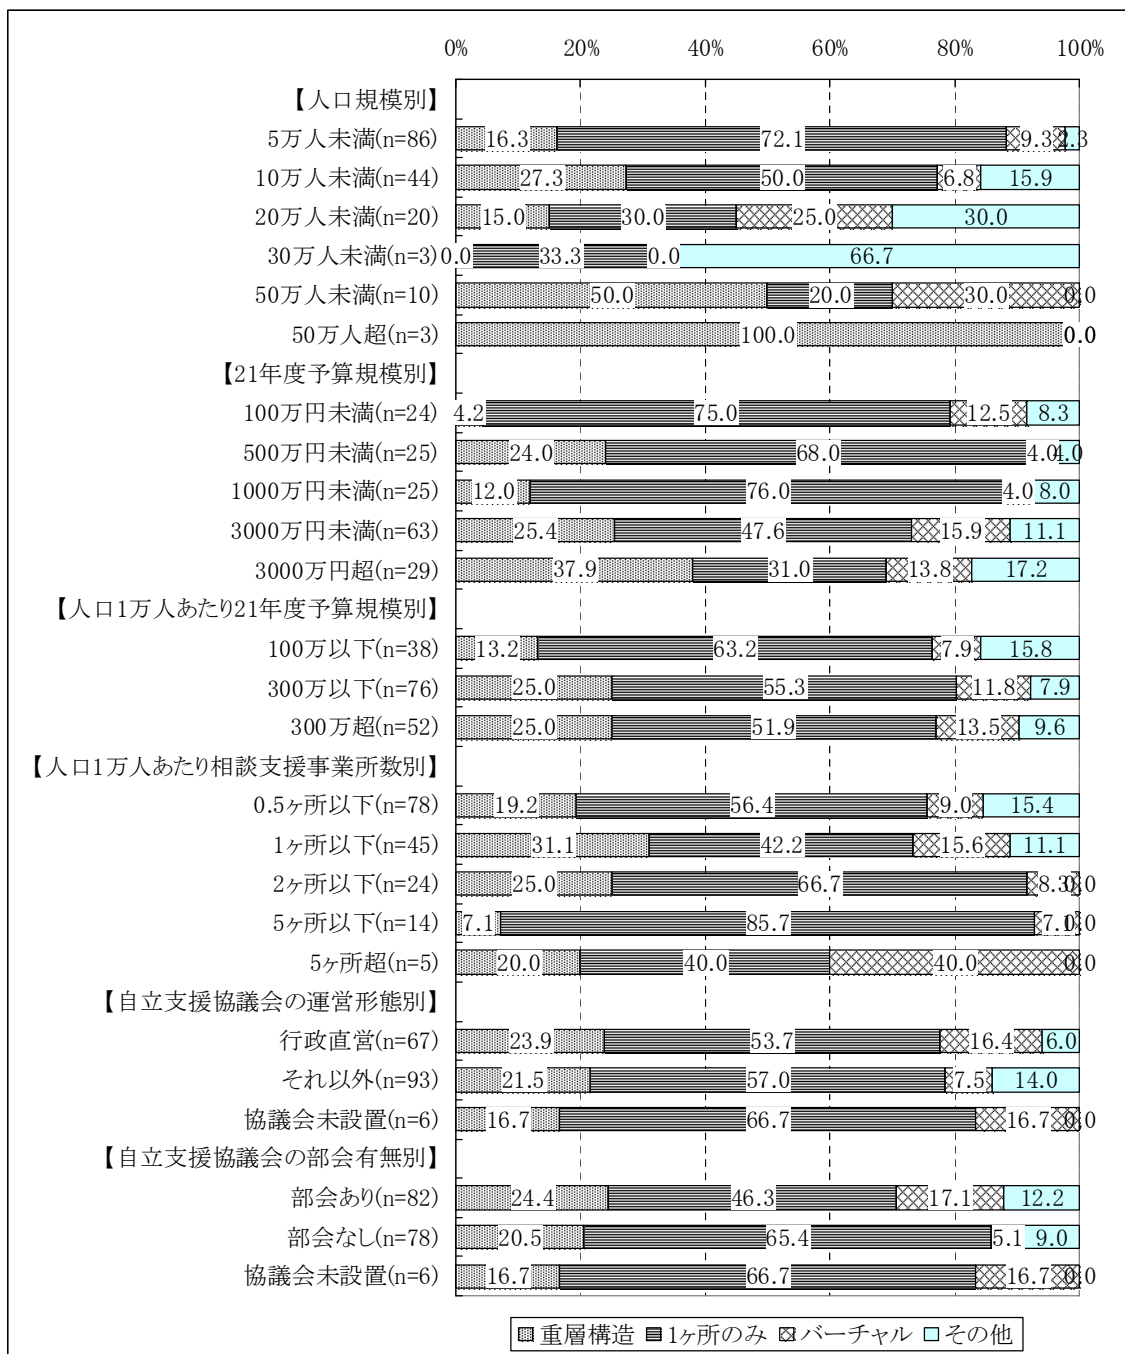 0% 20% 40% 60% 80% 100%
【人口規模別】
5万人未満(n=86) 16.3 72.1 9.3 2.3
10万人未満(n=44) 27.3 50.0 6.8 15.9
20万人未満(n=20) 15.0 30.0 25.0 30.0
30万人未満(n=3) 0.0 33.3 0.0 66.7
50万人未満(n=10) 50.0 20.0 30.0 0.0
50万人超(n=3) 100.0 0.0
【21年度予算規模別】
100万円未満(n=24) 4.2 75.0 12.5 8.3
500万円未満(n=25) 24.0 68.0 4.0 4.0
1000万円未満(n=25) 12.0 76.0 4.0 8.0
3000万円未満(n=63) 25.4 47.6 15.9 11.1
3000万円超(n=29) 37.9 31.0 13.8 17.2
【人口1万人あたり21年度予算規模別】
100万以下(n=38) 13.2 63.2 7.9 15.8
300万以下(n=76) 25.0 55.3 11.8 7.9
300万超(n=52) 25.0 51.9 13.5 9.6
【人口1万人あたり相談支援事業所数別】
0.5ヶ所以下(n=78) 19.2 56.4 9.0 15.4
1ヶ所以下(n=45) 31.1 42.2 15.6 11.1
2ヶ所以下(n=24) 25.0 66.7 8.3 0.0
5ヶ所以下(n=14) 7.1 85.7 7.1 0.0
5ヶ所超(n=5) 20.0 40.0 40.0 0.0
【自立支援協議会の運営形態別】
行政直営(n=67) 23.9 53.7 16.4 6.0
それ以外(n=93) 21.5 57.0 7.5 14.0
協議会未設置(n=6) 16.7 66.7 16.7 0.0
【自立支援協議会の部会有無別】
部会あり(n=82) 24.4 46.3 17.1 12.2
部会なし(n=78) 20.5 65.4 5.1 9.0
協議会未設置(n=6) 16.7 66.7 16.7 0.0
重層構造 1ヶ所のみ バーチャル その他